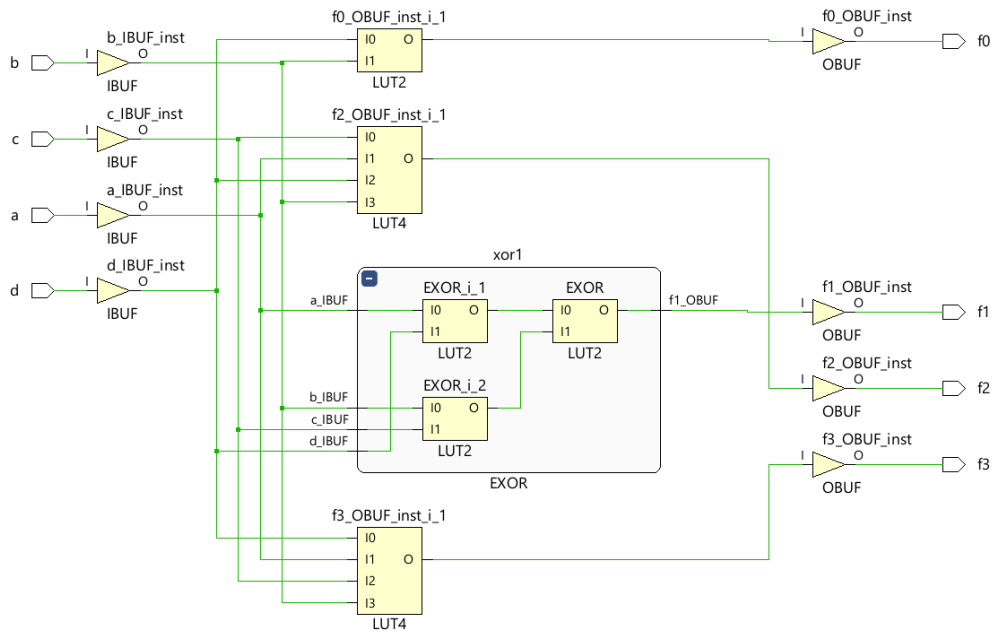 f0_OBUF_inst_i_1
f0_OBUF_inst
b_IBUF_inst
I0 O
I O
f0
I O
I1
b
OBUF
IBUF
LUT2
c_IBUF_inst
f2_OBUF_inst_i_1
I O
I0
c
I1 O
IBUF
I2
a_IBUF_inst
I3
I O
a
LUT4
IBUF
xor1
d_IBUF_inst
I O
EXOR_i_1
EXOR
f1_OBUF_inst
d
a_IBUF
I0 O
I0 O
f1_OBUF
I O
f1
IBUF
I1
I1
OBUF
LUT2
LUT2
f2_OBUF_inst
EXOR_i_2
I O
f2
b_IBUF
I0 O
OBUF
c_IBUF
I1
d_IBUF
LUT2
f3_OBUF_inst
I O
f3
EXOR
OBUF
f3_OBUF_inst_i_1
I0
I1 O
I2
I3
LUT4